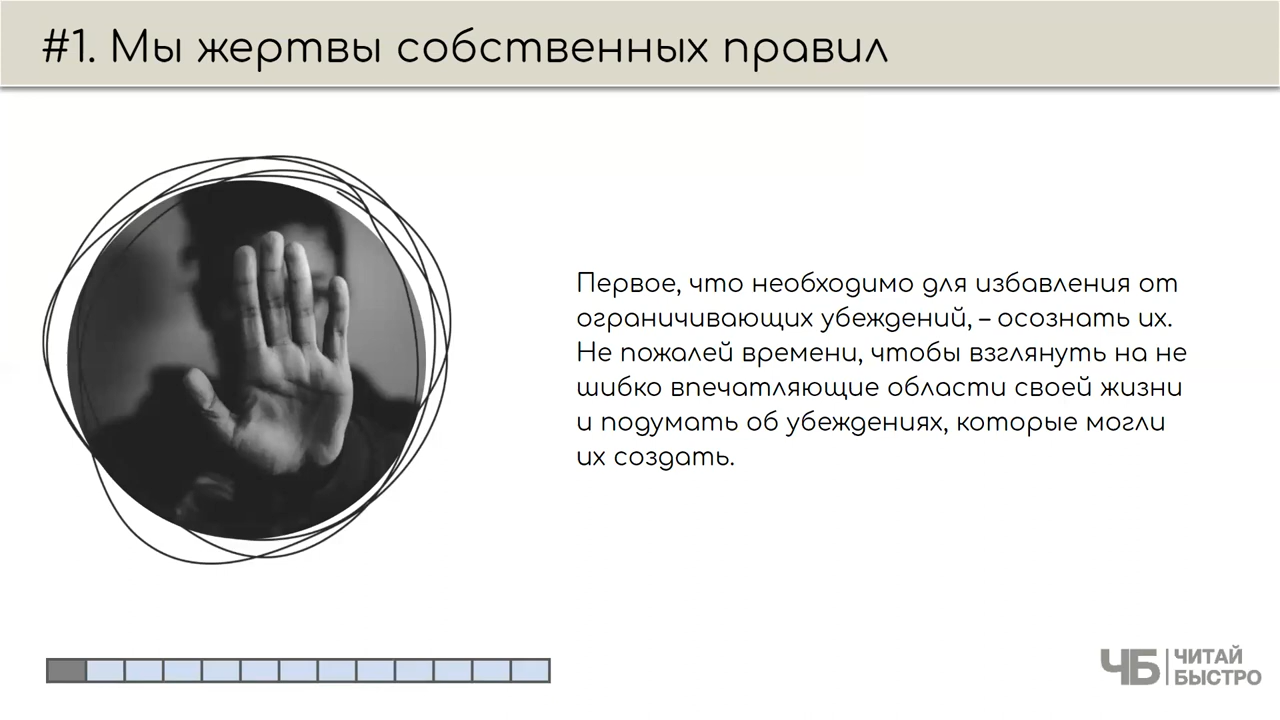 #1. Мы жертвы собственных правил
Первое, что необходимо для избавления от
ограничивающих убеждений, – осознать их.
Не пожалей времени, чтобы взглянуть на не
шибко впечатляющие области своей жизни
и подумать об убеждениях, которые могли
их создать.
ЧБ
ЧИТАЙ
БЫСТРО